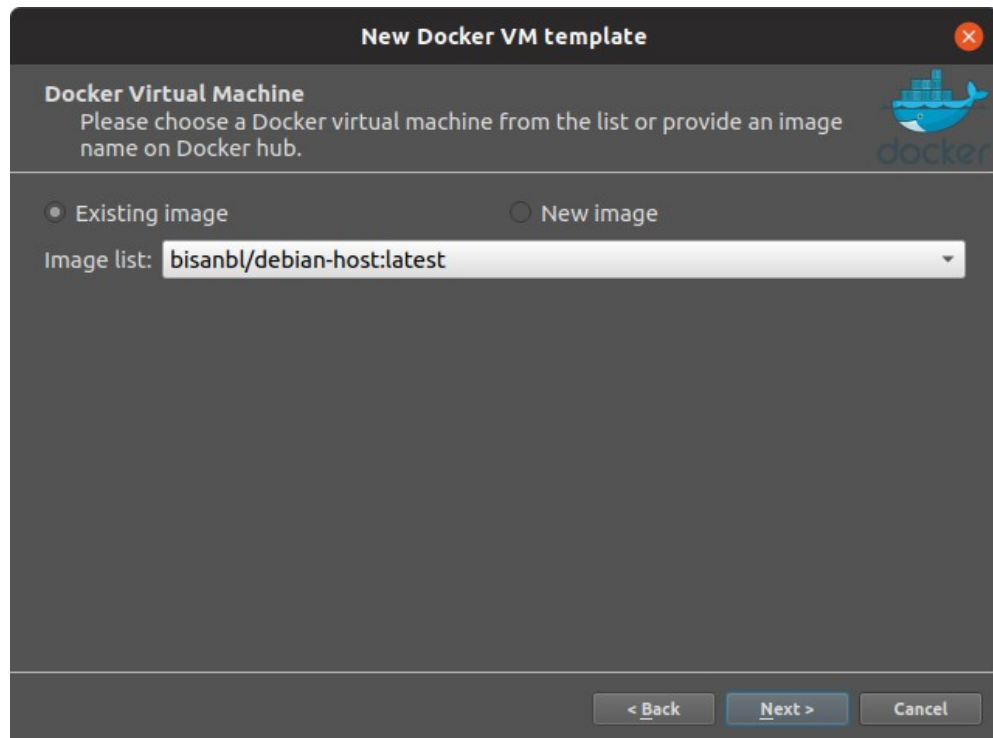 New Docker VM template
Docker Virtual Machine
Please choose a Docker virtual machine from the list or provide an image
name on Docker hub.
docker
Existing image
New image
Image list: bisanbl/debian-host:latest
< Back
Next >
Cancel